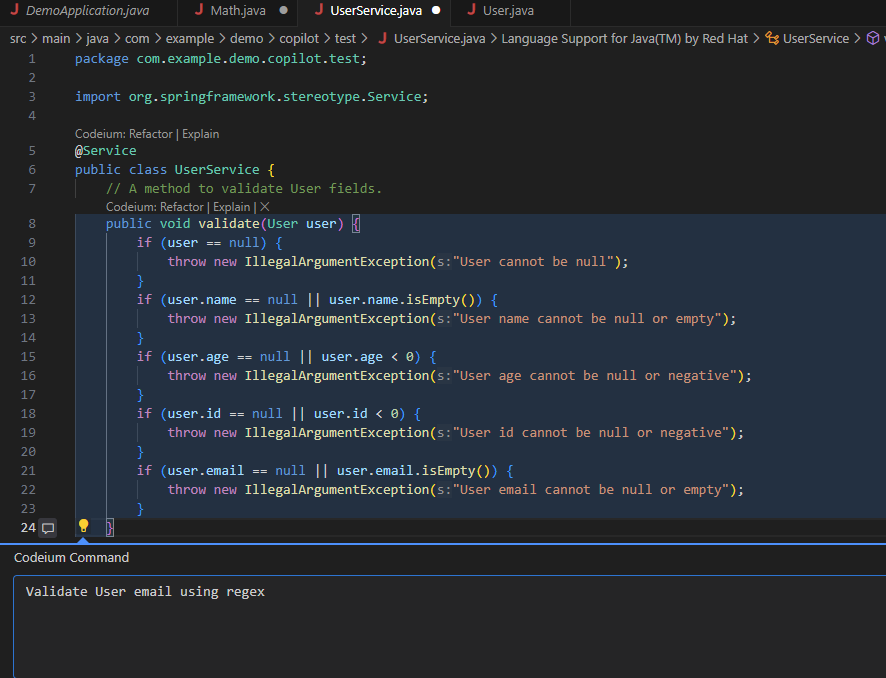 DemoApplication.java Math.java UserService.java User.java
src > main > java > com > example > demo > copilot > test > UserService.java > Language Support for Java(TM) by Red Hat > UserService >
1 package com.example.demo.copilot.test;
2
3 import org.springframework.stereotype.Service;
4
Codeium: Refactor | Explain
5 @Service
6 public class UserService {
7 // A method to validate User fields.
Codeium: Refactor | Explain | X
8 public void validate(User user) {
9 if (user == null) {
10 throw new IllegalArgumentException(s:"User cannot be null");
11 }
12 if (user.name == null || user.name.isEmpty()) {
13 throw new IllegalArgumentException(s:"User name cannot be null or empty");
14 }
15 if (user.age == null || user.age < 0) {
16 throw new IllegalArgumentException(s:"User age cannot be null or negative");
17 }
18 if (user.id == null || user.id < 0) {
19 throw new IllegalArgumentException(s:"User id cannot be null or negative");
20 }
21 if (user.email == null || user.email.isEmpty()) {
22 throw new IllegalArgumentException(s:"User email cannot be null or empty");
23 }
24 }
Codeium Command
Validate User email using regex